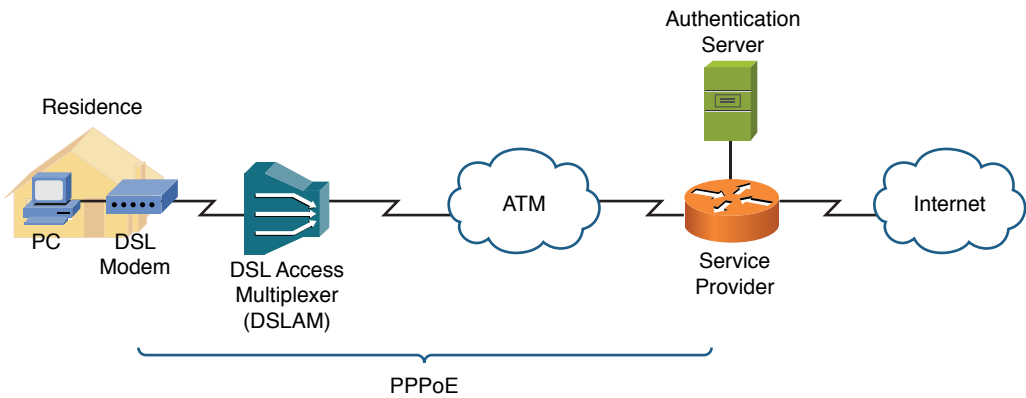 Authentication
Server
Residence
ATM
Internet
PC
DSL
Modem
DSL Access
Multiplexer
(DSLAM)
Service
Provider
PPPoE